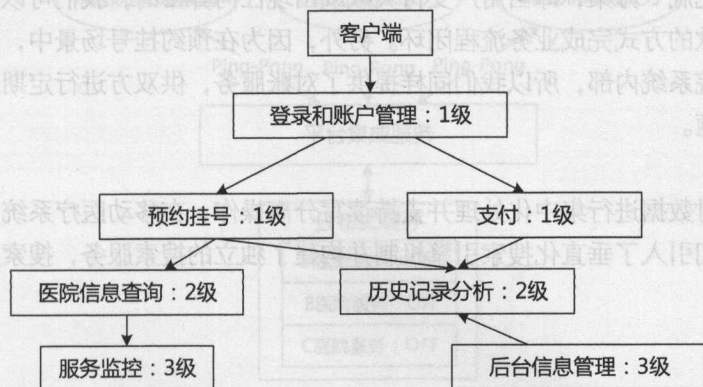 客户端
登录和账户管理：1级
预约挂号：1级
支付：1级
医院信息查询：2级
历史记录分析：2级
服务监控：3级
后台信息管理：3级